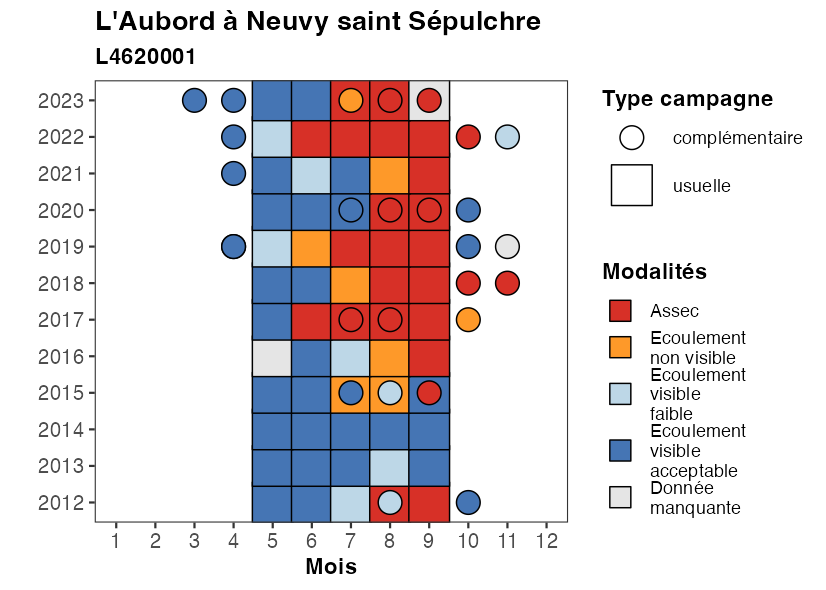 L'Aubord à Neuvy saint Sépulchre
L4620001
2023
2022
2021
2020
2019
2018
2017
2016
2015
2014
2013
2012
1 2 3 4 5 6 7 8 9 10 11 12
Mois
Type campagne
complémentaire
usuelle
Modalités
Assec
Ecoulement
non visible
Ecoulement
visible
faible
Ecoulement
visible
acceptable
Donnée
manquante